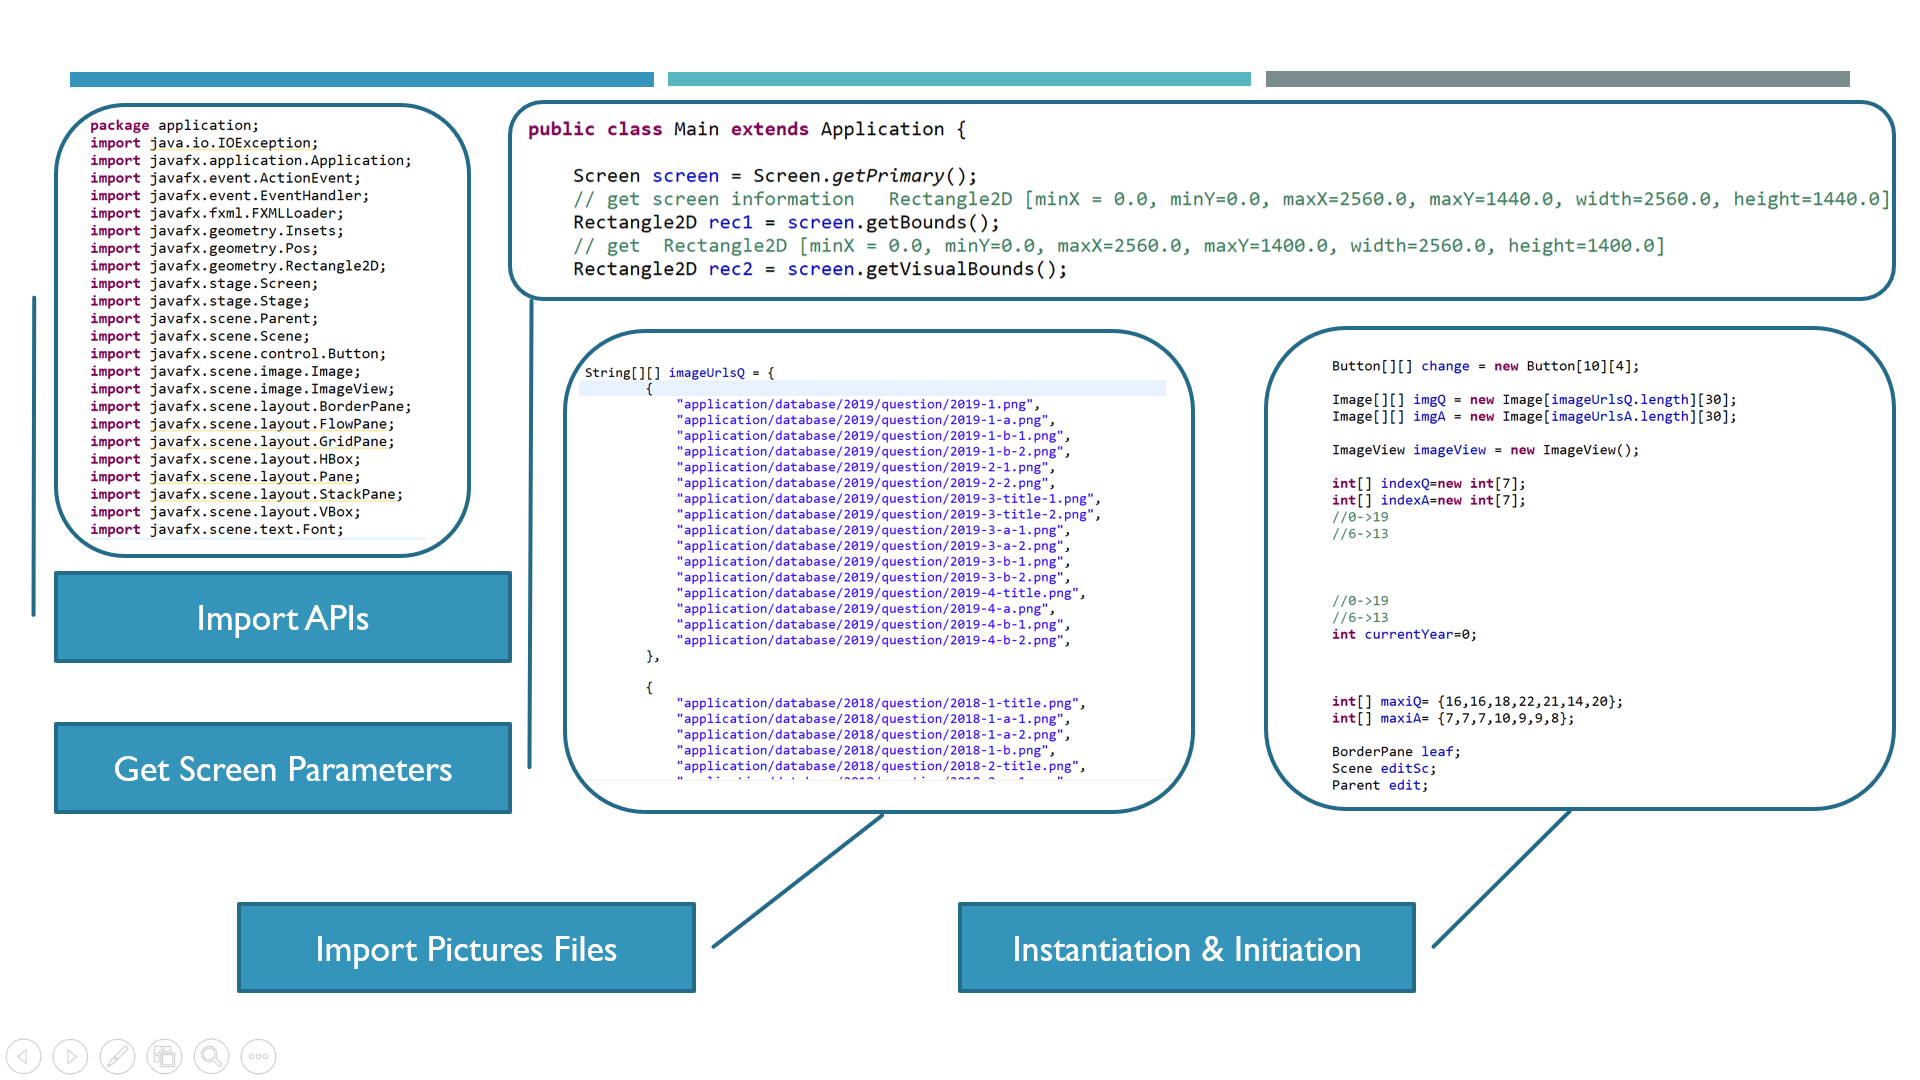 package application;
import java.io.IOException;
import javafx.application.Application;
import javafx.event.ActionEvent;
import javafx.event.EventHandler;
import javafx.fxml.FXMLLoader;
import javafx.geometry.Insets;
import javafx.geometry.Pos;
import javafx.geometry.Rectangle2D;
import javafx.stage.Screen;
import javafx.stage.Stage;
import javafx.scene.Parent;
import javafx.scene.Scene;
import javafx.scene.control.Button;
import javafx.scene.image.Image;
import javafx.scene.image.ImageView;
import javafx.scene.layout.BorderPane;
import javafx.scene.layout.FlowPane;
import javafx.scene.layout.GridPane;
import javafx.scene.layout.HBox;
import javafx.scene.layout.Pane;
import javafx.scene.layout.StackPane;
import javafx.scene.layout.VBox;
import javafx.scene.text.Font;
Import APIs
public class Main extends Application {
Screen screen = Screen.getPrimary();
// get screen information   Rectangle2D [minX = 0.0, minY=0.0, maxX=2560.0, maxY=1440.0, width=2560.0, height=1440.0]
Rectangle2D rec1 = screen.getBounds();
// get  Rectangle2D [minX = 0.0, minY=0.0, maxX=2560.0, maxY=1400.0, width=2560.0, height=1400.0]
Rectangle2D rec2 = screen.getVisualBounds();
Get Screen Parameters
String[][] imageUrlsQ = {
{
"application/database/2019/question/2019-1.png",
"application/database/2019/question/2019-1-a.png",
"application/database/2019/question/2019-1-b-1.png",
"application/database/2019/question/2019-1-b-2.png",
"application/database/2019/question/2019-2-1.png",
"application/database/2019/question/2019-2-2.png",
"application/database/2019/question/2019-3-title-1.png",
"application/database/2019/question/2019-3-title-2.png",
"application/database/2019/question/2019-3-a-1.png",
"application/database/2019/question/2019-3-a-2.png",
"application/database/2019/question/2019-3-b-1.png",
"application/database/2019/question/2019-3-b-2.png",
"application/database/2019/question/2019-4-title.png",
"application/database/2019/question/2019-4-a.png",
"application/database/2019/question/2019-4-b-1.png",
"application/database/2019/question/2019-4-b-2.png",
},
{
"application/database/2018/question/2018-1-title.png",
"application/database/2018/question/2018-1-a-1.png",
"application/database/2018/question/2018-1-a-2.png",
"application/database/2018/question/2018-1-b.png",
"application/database/2018/question/2018-2-title.png",
Import Pictures Files
Button[][] change = new Button[10][4];
Image[][] imgQ = new Image[imageUrlsQ.length][30];
Image[][] imgA = new Image[imageUrlsA.length][30];
ImageView imageView = new ImageView();
int[] indexQ=new int[7];
int[] indexA=new int[7];
//0->19
//6->13
//0->19
//6->13
int currentYear=0;
int[] maxiQ= {16,16,18,22,21,14,20};
int[] maxiA= {7,7,7,10,9,9,8};
BorderPane leaf;
Scene editSc;
Parent edit;
Instantiation & Initiation